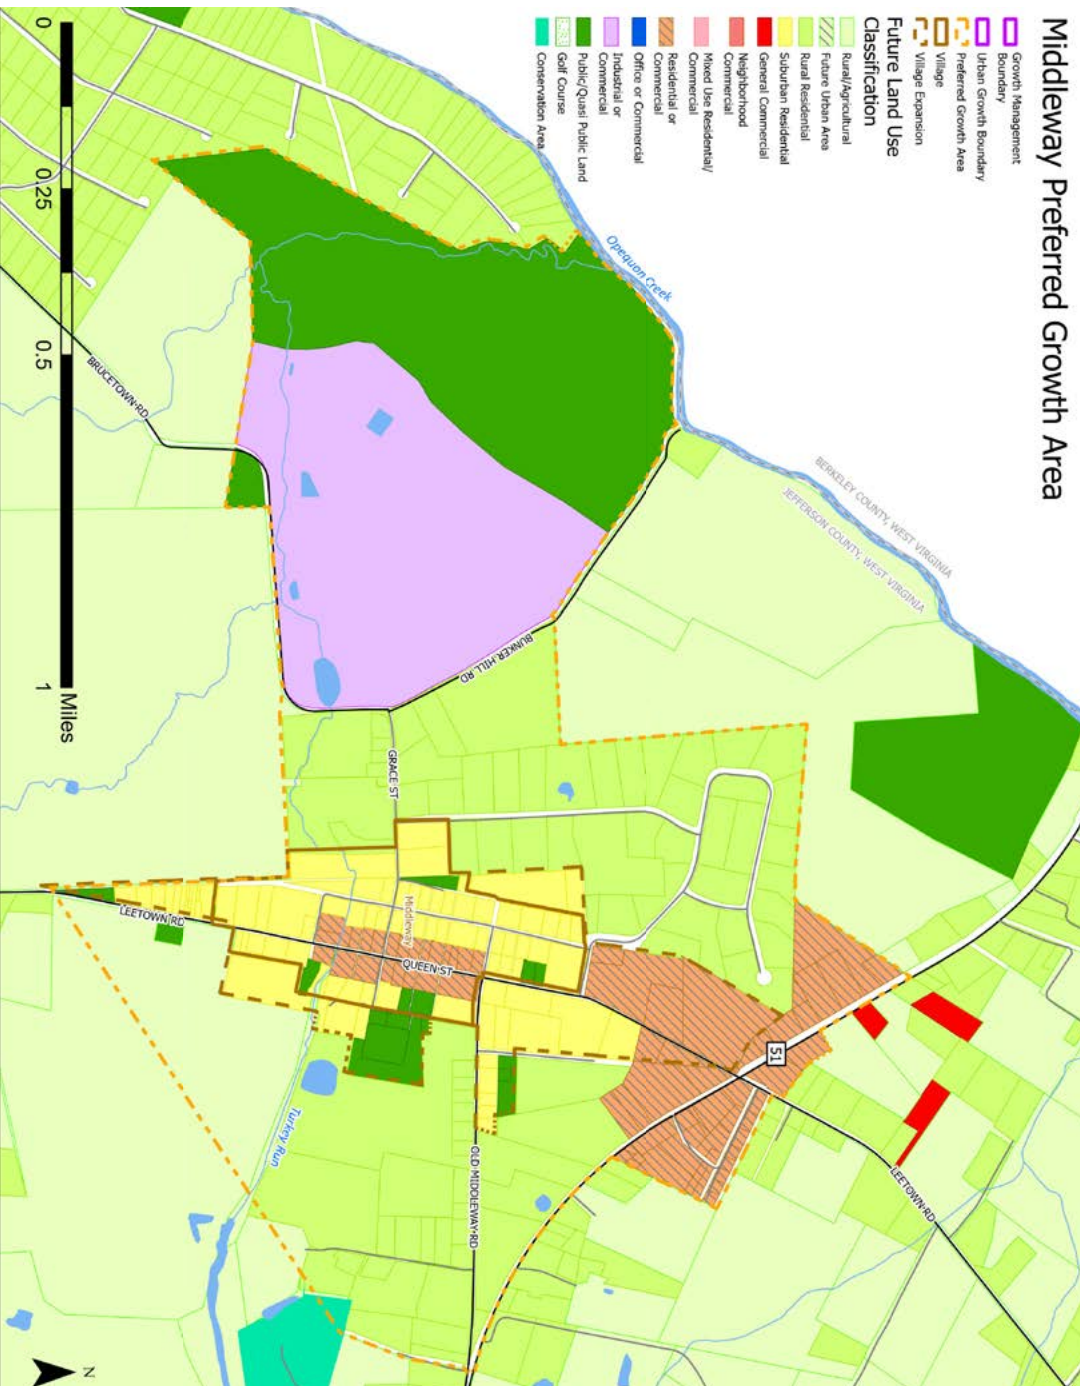 Middleway Preferred Growth Area
Growth Management
Boundary
Urban Growth Boundary
Preferred Growth Area
Village
Village Expansion
Future Land Use
Classification
Rural/Agricultural
Future Urban Area
Rural Residential
Suburban Residential
General Commercial
Neighborhood
Commercial
Mixed Use Residential/
Commercial
Residential or
Commercial
Office or Commercial
Industrial or
Commercial
Public/Quasi Public Land
Golf Course
Conservation Area
Opequon Creek
BERKELEY COUNTY, WEST VIRGINIA
JEFFERSON COUNTY, WEST VIRGINIA
BRUCETOWN RD
BUNKER HILL RD
GRACE ST
Middleway
QUEEN ST
LEETOWN RD
51
LEETOWN RD
OLD MIDDLEWAY RD
Turkey Run
0 0.25 0.5 1
Miles
N